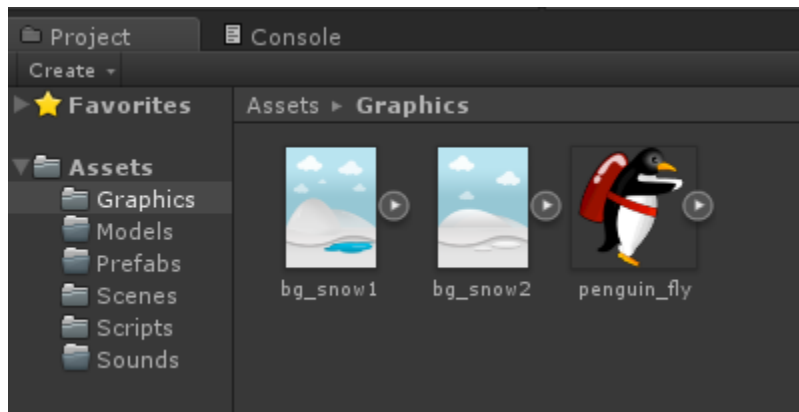 Project
Console
Create
Favorites
Assets
Graphics
Models
Prefabs
Scenes
Scripts
Sounds
Assets ▸ Graphics
bg_snow1
bg_snow2
penguin_fly